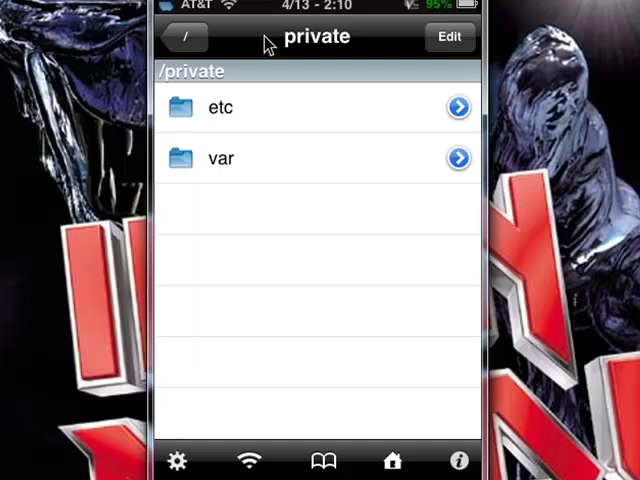 AT&T 4/13 - 2:10 95%
/ private Edit
/private
etc
var